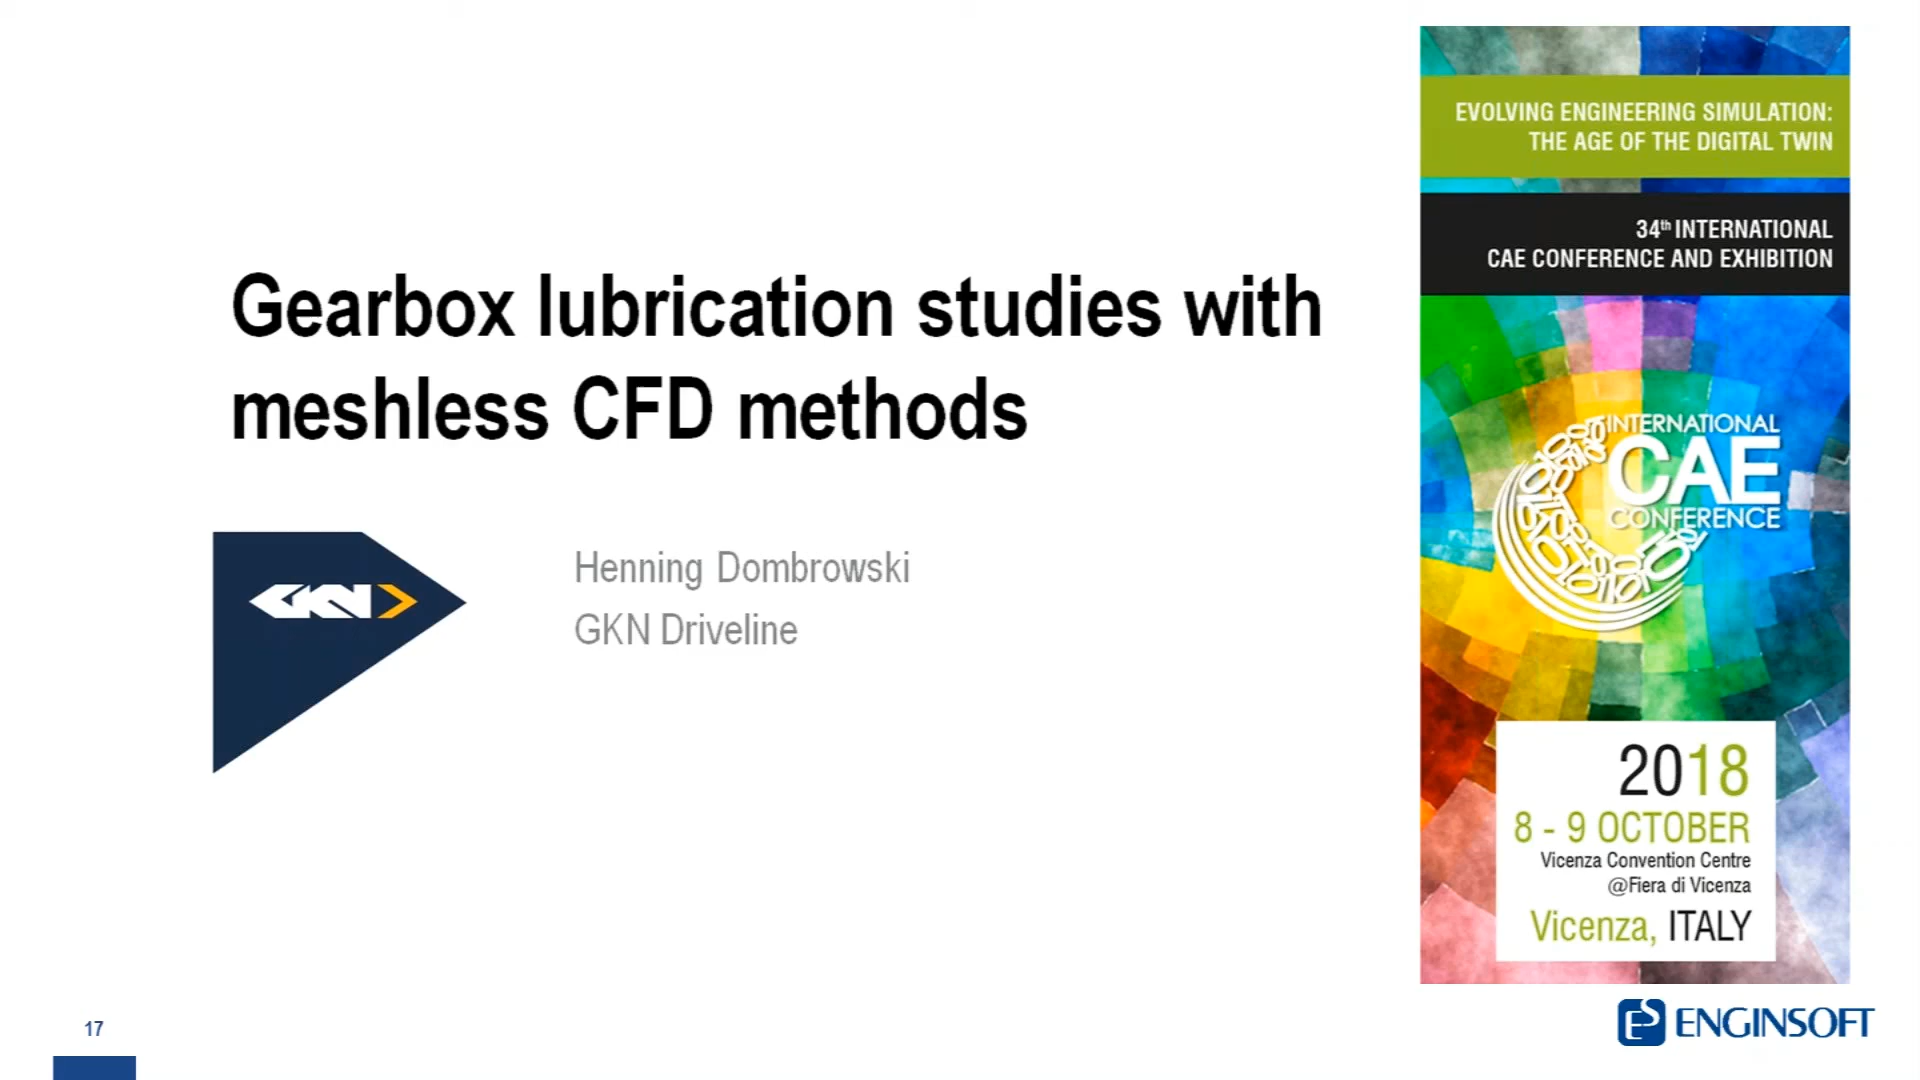 Gearbox lubrication studies with
meshless CFD methods
GKN
Henning Dombrowski
GKN Driveline
EVOLVING ENGINEERING SIMULATION:
THE AGE OF THE DIGITAL TWIN
34th INTERNATIONAL
CAE CONFERENCE AND EXHIBITION
INTERNATIONAL
CAE
CONFERENCE
2018
8 - 9 OCTOBER
Vicenza Convention Centre
@Fiera di Vicenza
Vicenza, ITALY
17
ENGINSOFT